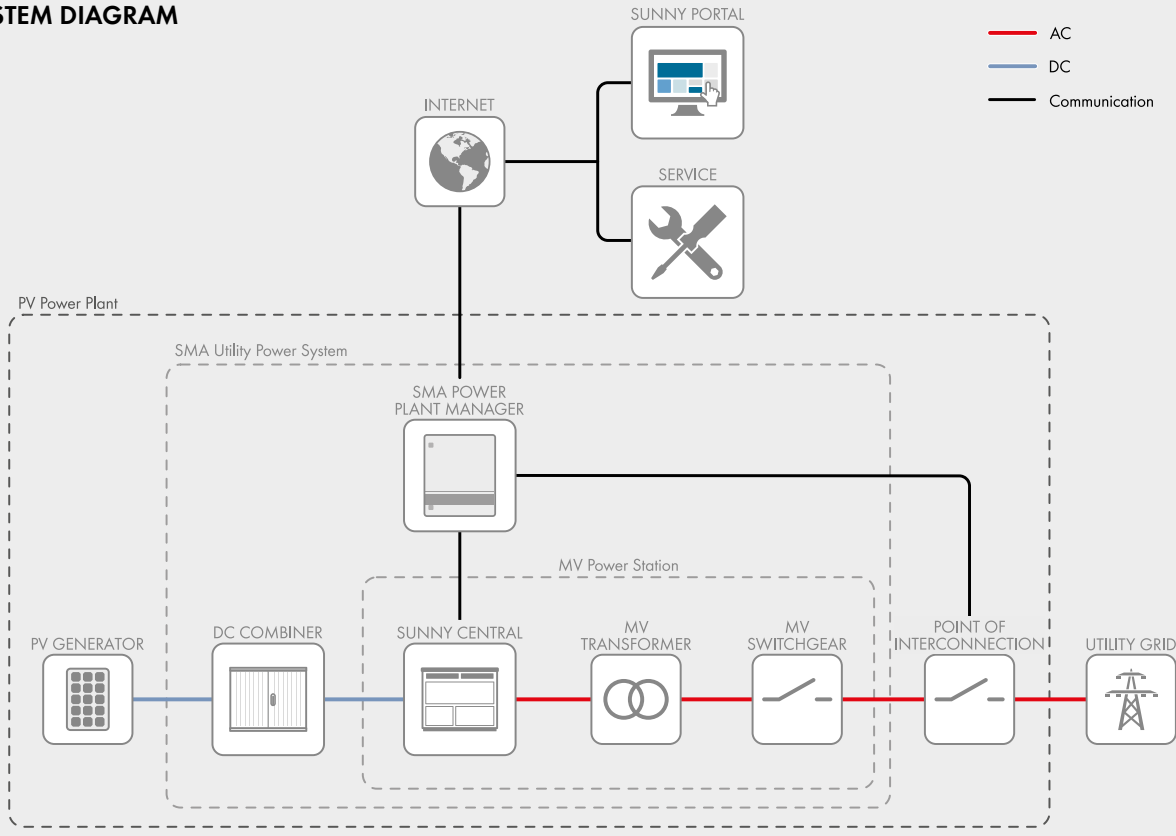 STEM DIAGRAM
SUNNY PORTAL
AC
DC
Communication
INTERNET
SERVICE
PV Power Plant
SMA Utility Power System
SMA POWER
PLANT MANAGER
MV Power Station
PV GENERATOR
DC COMBINER
SUNNY CENTRAL
MV
TRANSFORMER
MV
SWITCHGEAR
POINT OF
INTERCONNECTION
UTILITY GRID